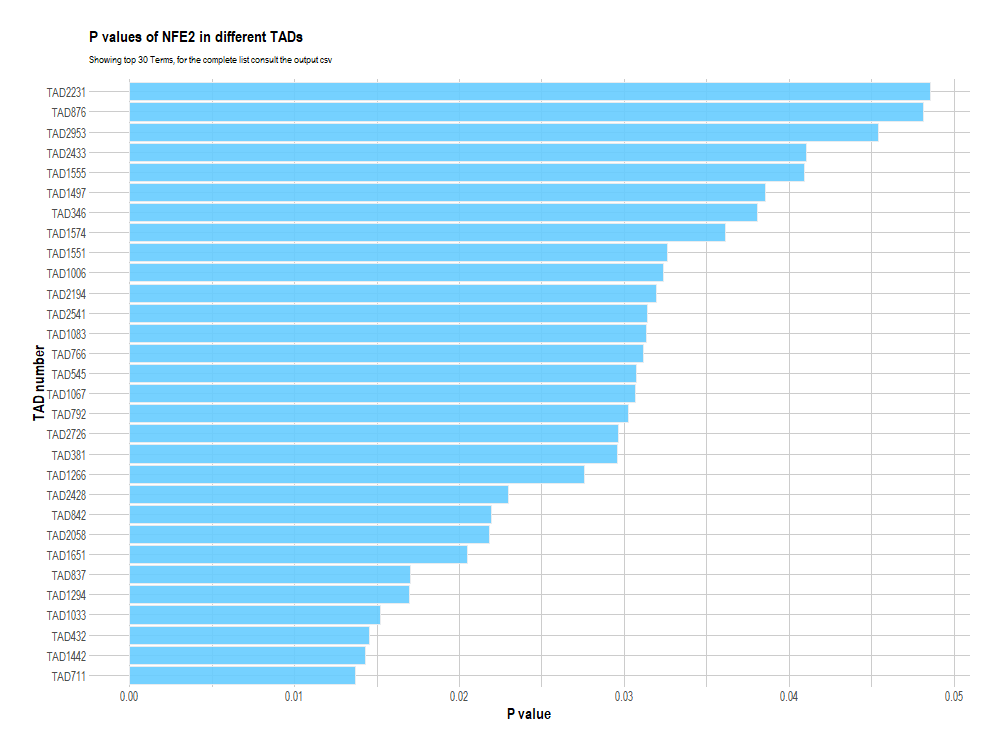 P values of NFE2 in different TADs
Showing top 30 Terms, for the complete list consult the output csv
TAD number
TAD2231
TAD876
TAD2953
TAD2433
TAD1555
TAD1497
TAD346
TAD1574
TAD1551
TAD1006
TAD2194
TAD2541
TAD1083
TAD766
TAD545
TAD1067
TAD792
TAD2726
TAD381
TAD1266
TAD2428
TAD842
TAD2058
TAD1651
TAD837
TAD1294
TAD1033
TAD432
TAD1442
TAD711
0.00 0.01 0.02 0.03 0.04 0.05
P value